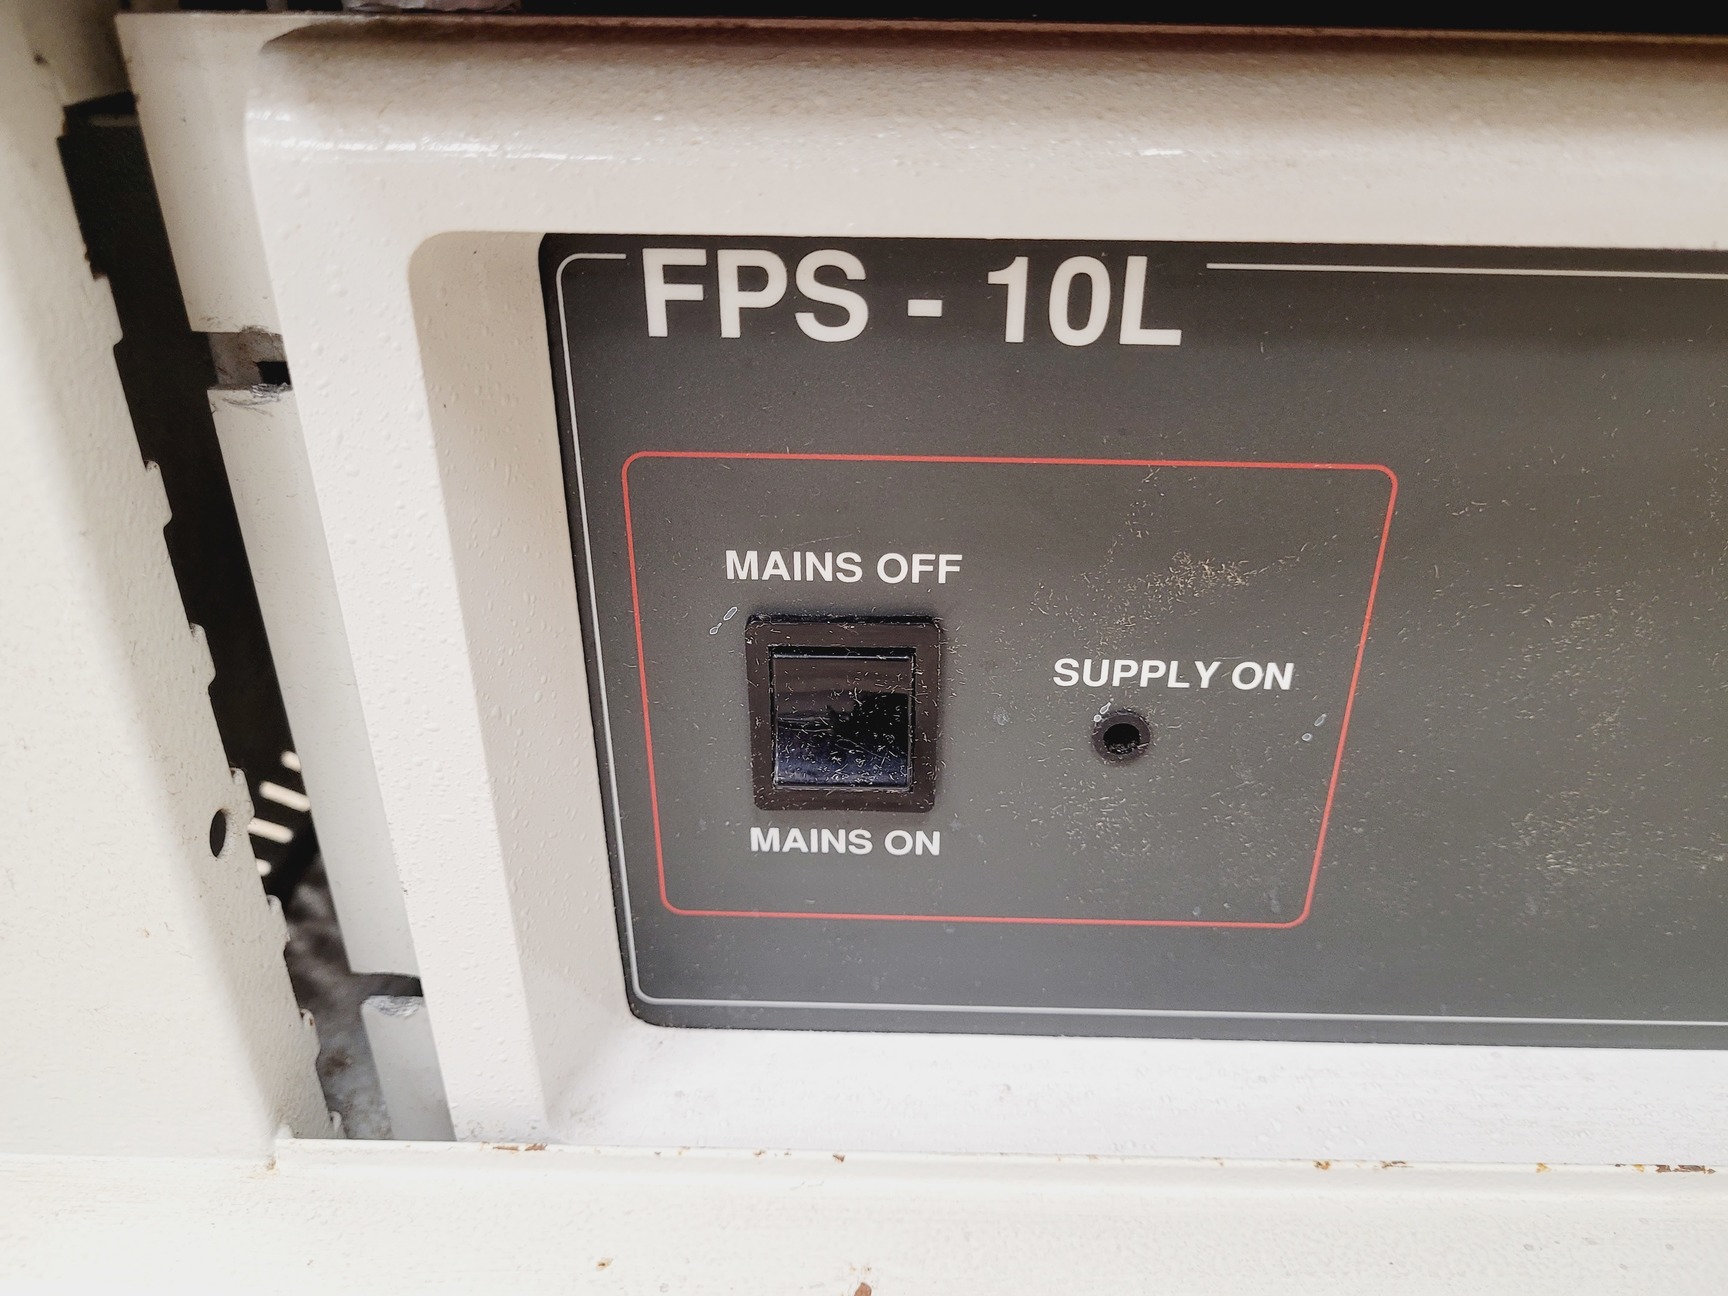 FPS - 10L
MAINS OFF
SUPPLY ON
MAINS ON